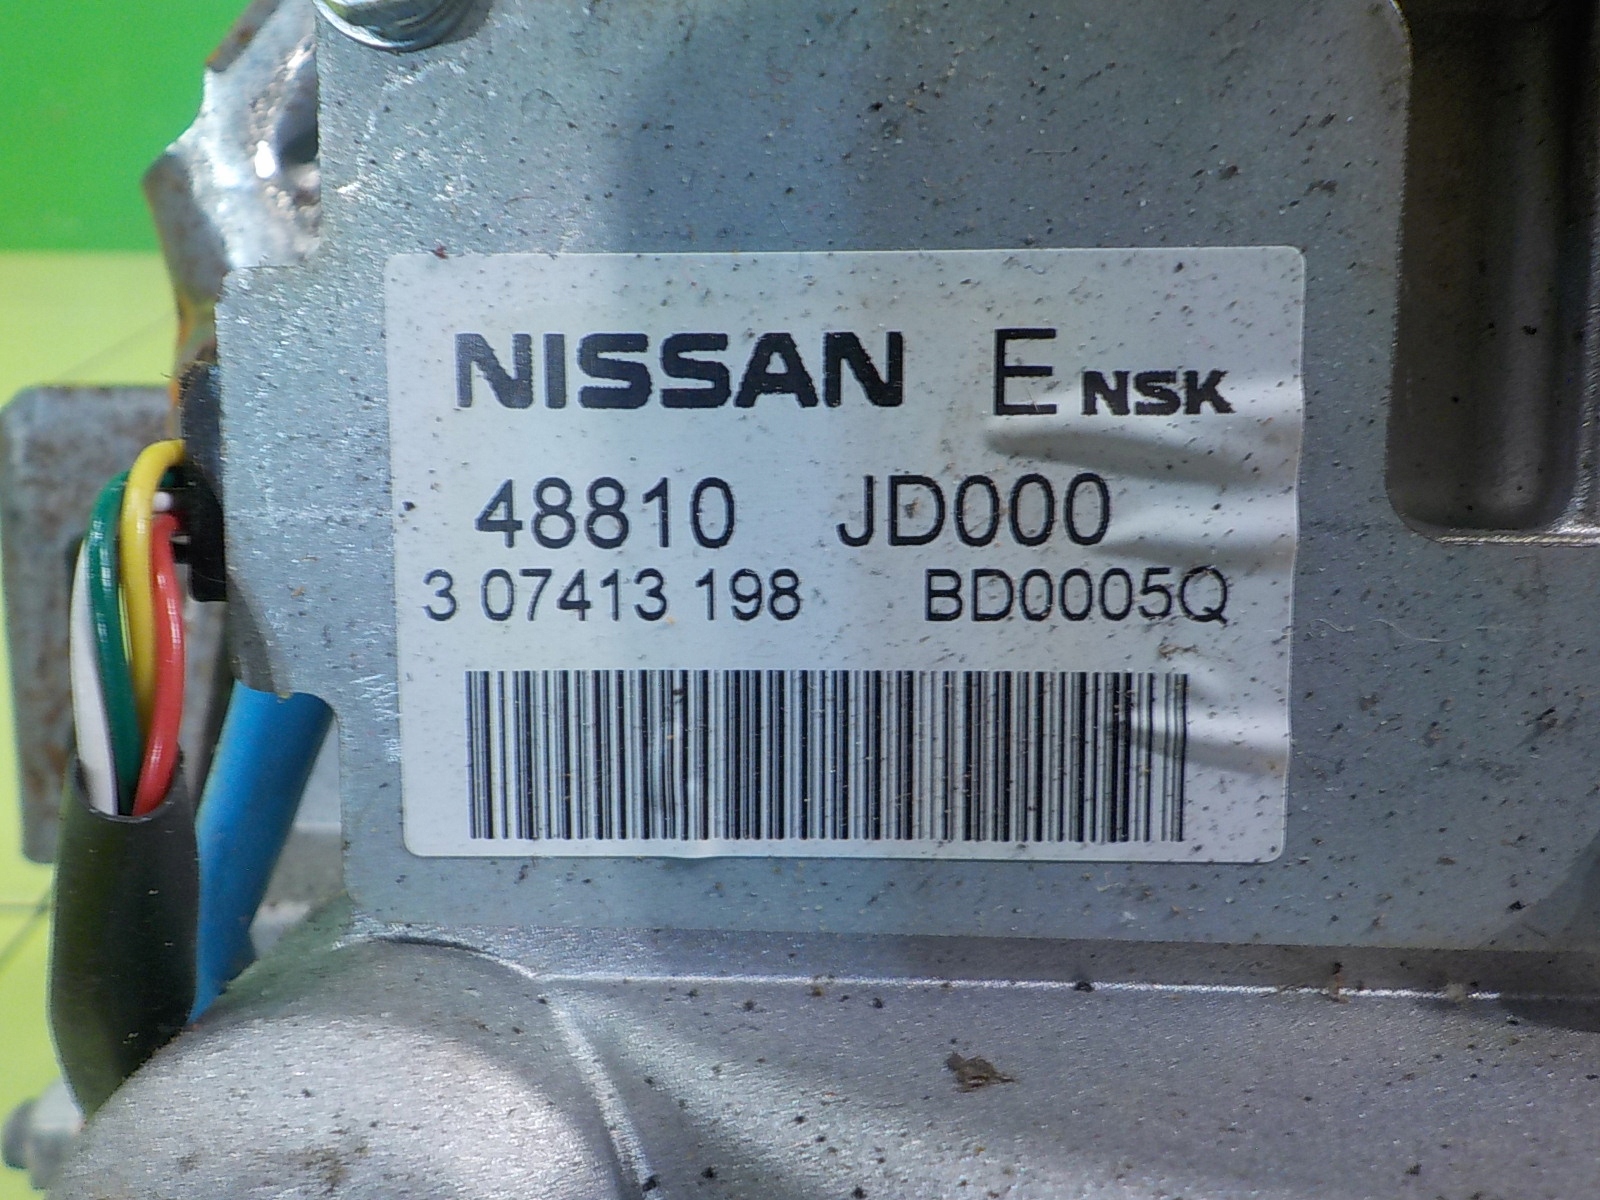 NISSAN E NSK
48810 JD000
3 07413 198 BD0005Q